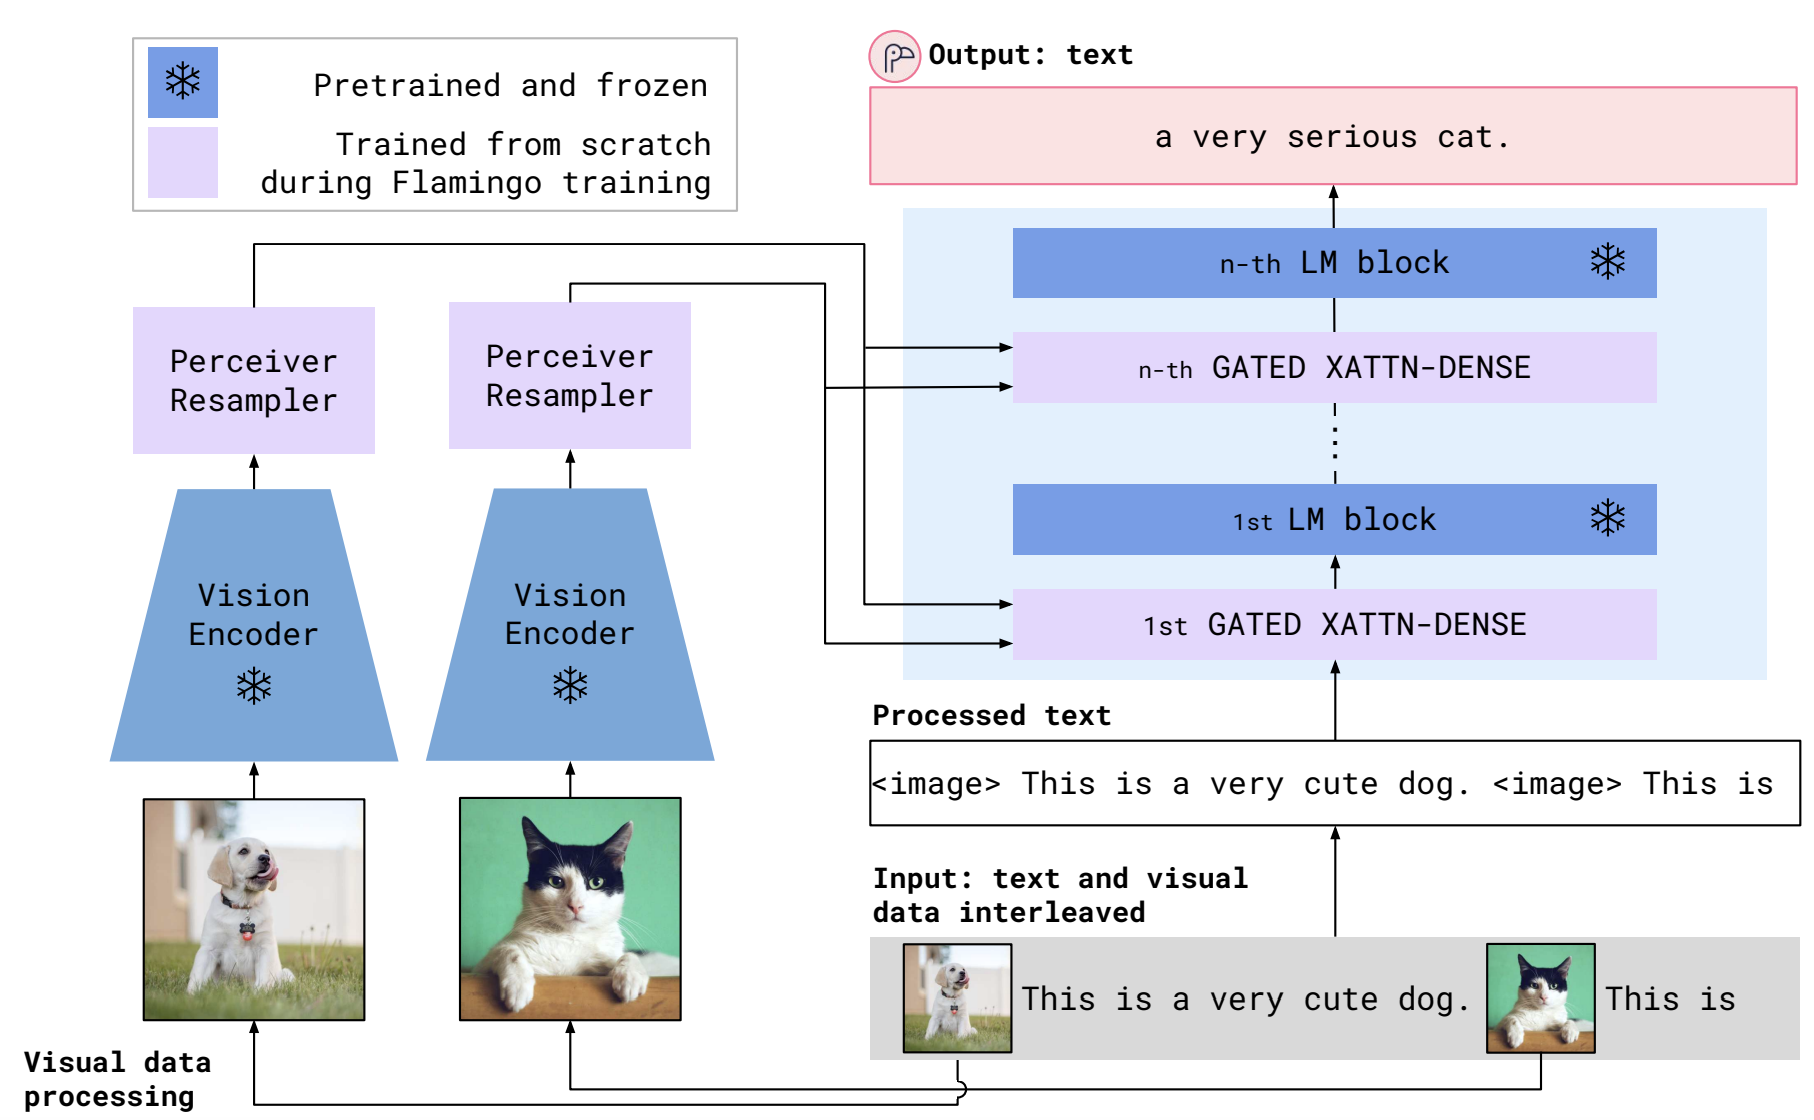 Pretrained and frozen
Trained from scratch
during Flamingo training
Output: text
a very serious cat.
n-th LM block
n-th GATED XATTN-DENSE
1st LM block
1st GATED XATTN-DENSE
Perceiver
Resampler
Perceiver
Resampler
Vision
Encoder
Vision
Encoder
Processed text
<image> This is a very cute dog. <image> This is
Input: text and visual
data interleaved
This is a very cute dog.
This is
Visual data
processing